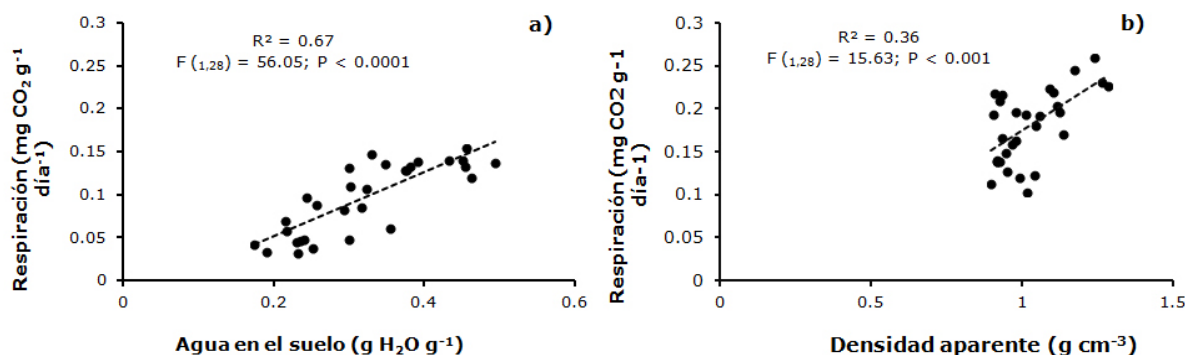 a)
R² = 0.67
F (1,28) = 56.05; P < 0.0001
Respiración (mg CO₂ g⁻¹
día⁻¹)
0.3
0.25
0.2
0.15
0.1
0.05
0
0
0.2
0.4
0.6
Agua en el suelo (g H₂O g⁻¹)
b)
R² = 0.36
F (1,28) = 15.63; P < 0.001
Respiración (mg CO2 g-1
día-1)
0.3
0.25
0.2
0.15
0.1
0.05
0
0
0.5
1
1.5
Densidad aparente (g cm⁻³)